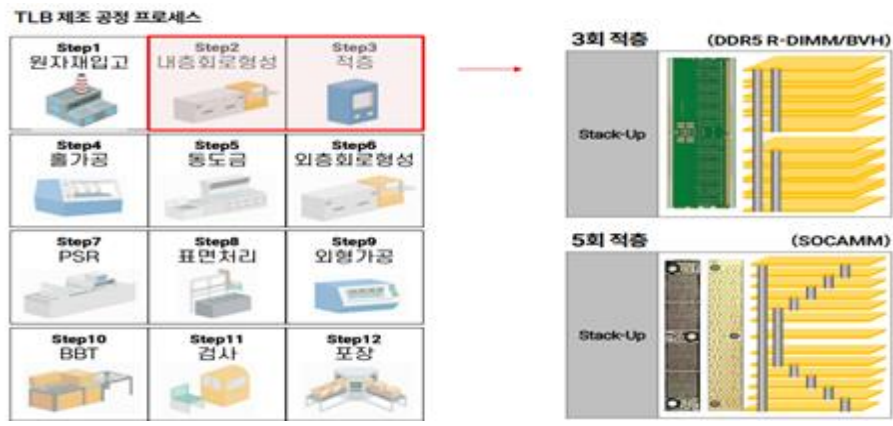 TLB 제조 공정 프로세스
Step1
원자재입고
Step2
내층회로형성
Step3
적층
Step4
홀가공
Step5
동도금
Step6
외층회로형성
Step7
PSR
Step8
표면처리
Step9
외형가공
Step10
BBT
Step11
검사
Step12
포장
3회 적층 (DDR5 R-DIMM/BVH)
Stack-Up
5회 적층 (SOCAMM)
Stack-Up